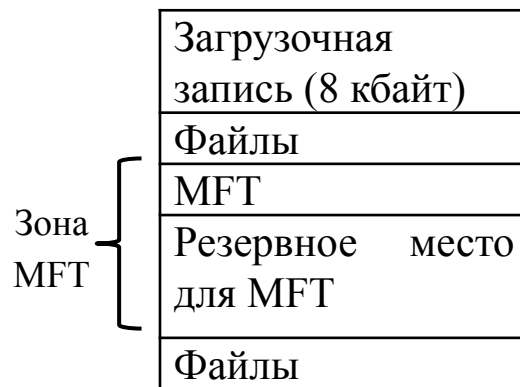 Загрузочная
запись (8 кбайт)
Файлы
MFT
Зона
MFT
Резервное место
для MFT
Файлы